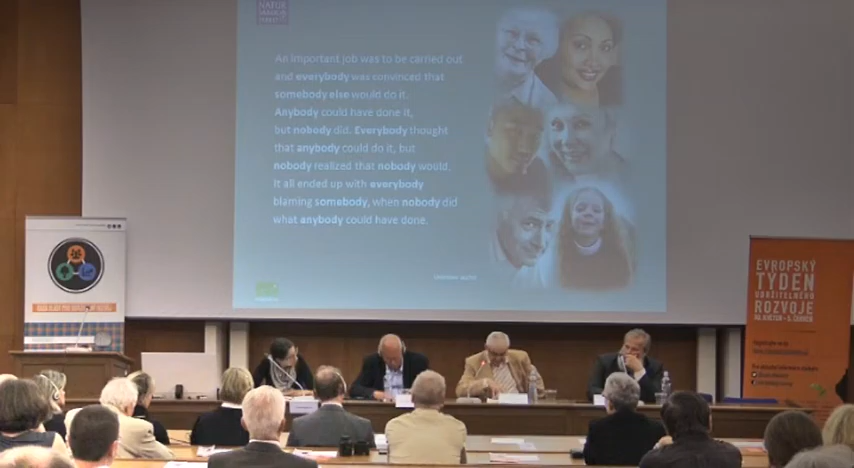 NATUR
An important job was to be carried out
and everybody was convinced that
somebody else would do it.
Anybody could have done it,
but nobody did. Everybody thought
that anybody could do it, but
nobody realized that nobody would.
It all ended up with everybody
blaming somebody, when nobody did
what anybody could have done.
EVROPSKÝ
TÝDEN
UDRŽITELNÉHO
ROZVOJE